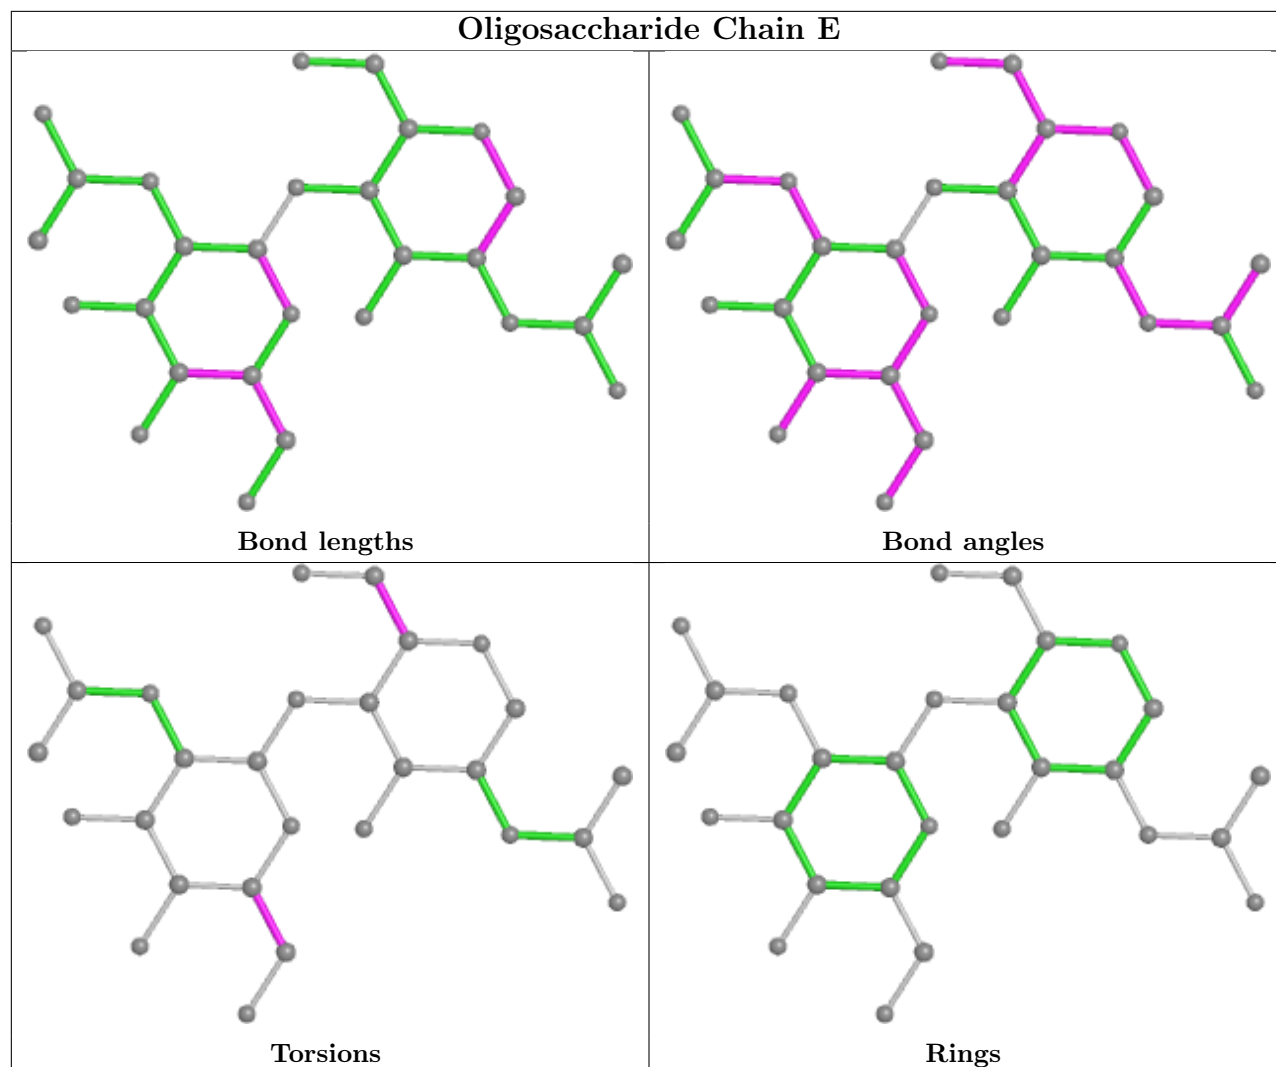 Oligosaccharide Chain E
Bond lengths
Bond angles
Torsions
Rings